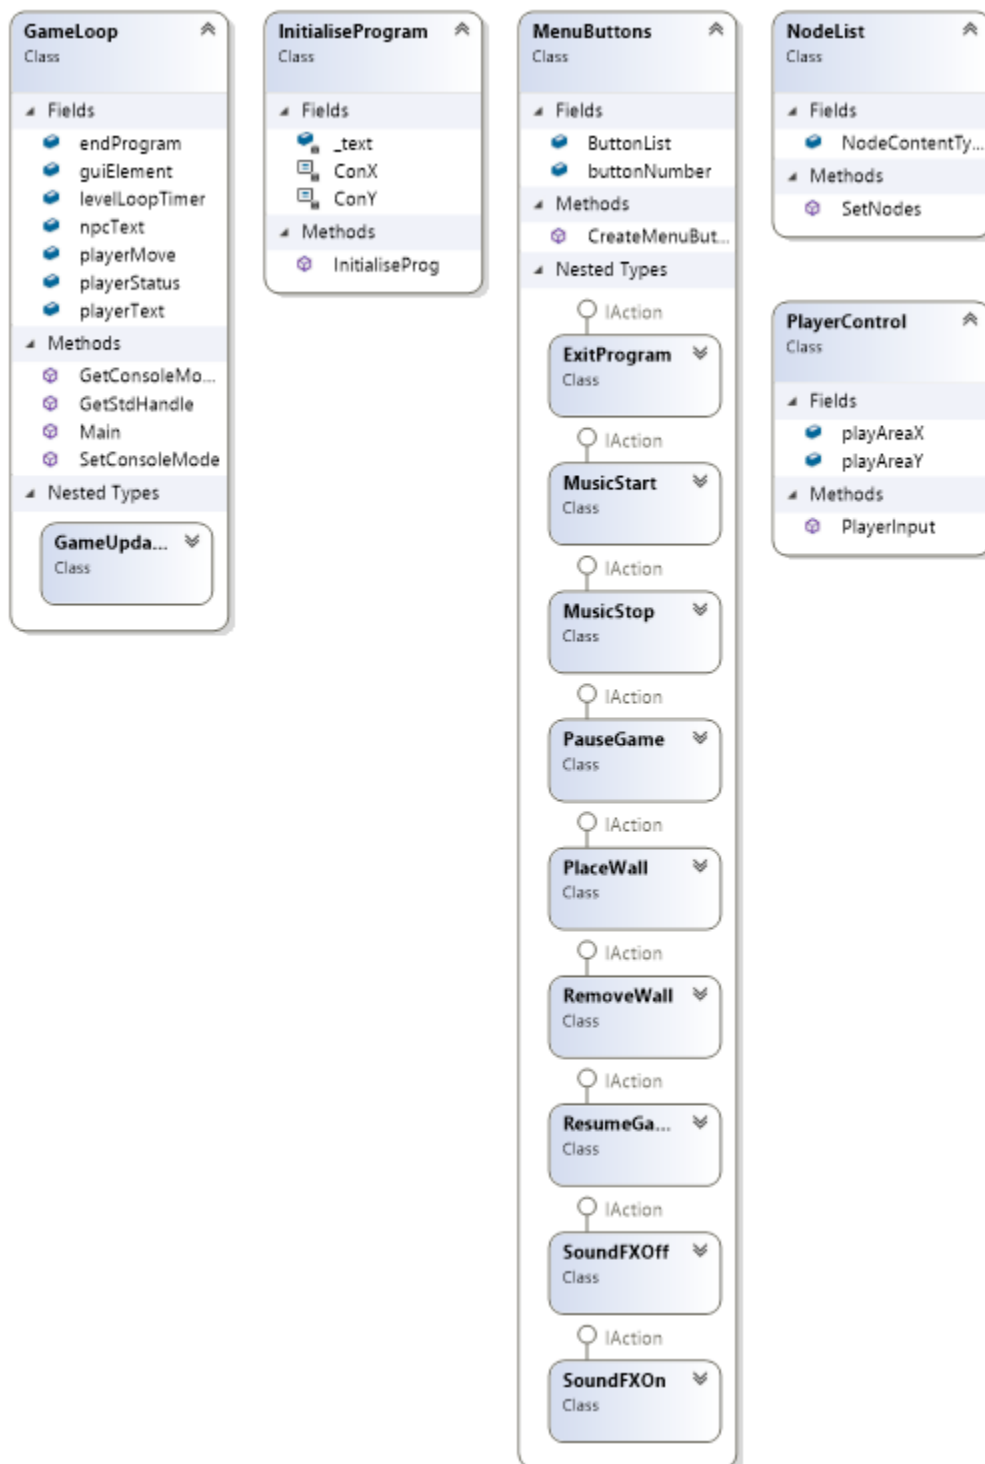 GameLoop
Class
Fields
endProgram
guiElement
levelLoopTimer
npcText
playerMove
playerStatus
playerText
Methods
GetConsoleMo...
GetStdHandle
Main
SetConsoleMode
Nested Types
GameUpda...
Class
InitialiseProgram
Class
Fields
_text
ConX
ConY
Methods
InitialiseProg
MenuButtons
Class
Fields
ButtonList
buttonNumber
Methods
CreateMenuBut...
Nested Types
IAction
ExitProgram
Class
IAction
MusicStart
Class
IAction
MusicStop
Class
IAction
PauseGame
Class
IAction
PlaceWall
Class
IAction
RemoveWall
Class
IAction
ResumeGa...
Class
IAction
SoundFXOff
Class
IAction
SoundFXOn
Class
NodeList
Class
Fields
NodeContentTy...
Methods
SetNodes
PlayerControl
Class
Fields
playAreaX
playAreaY
Methods
PlayerInput